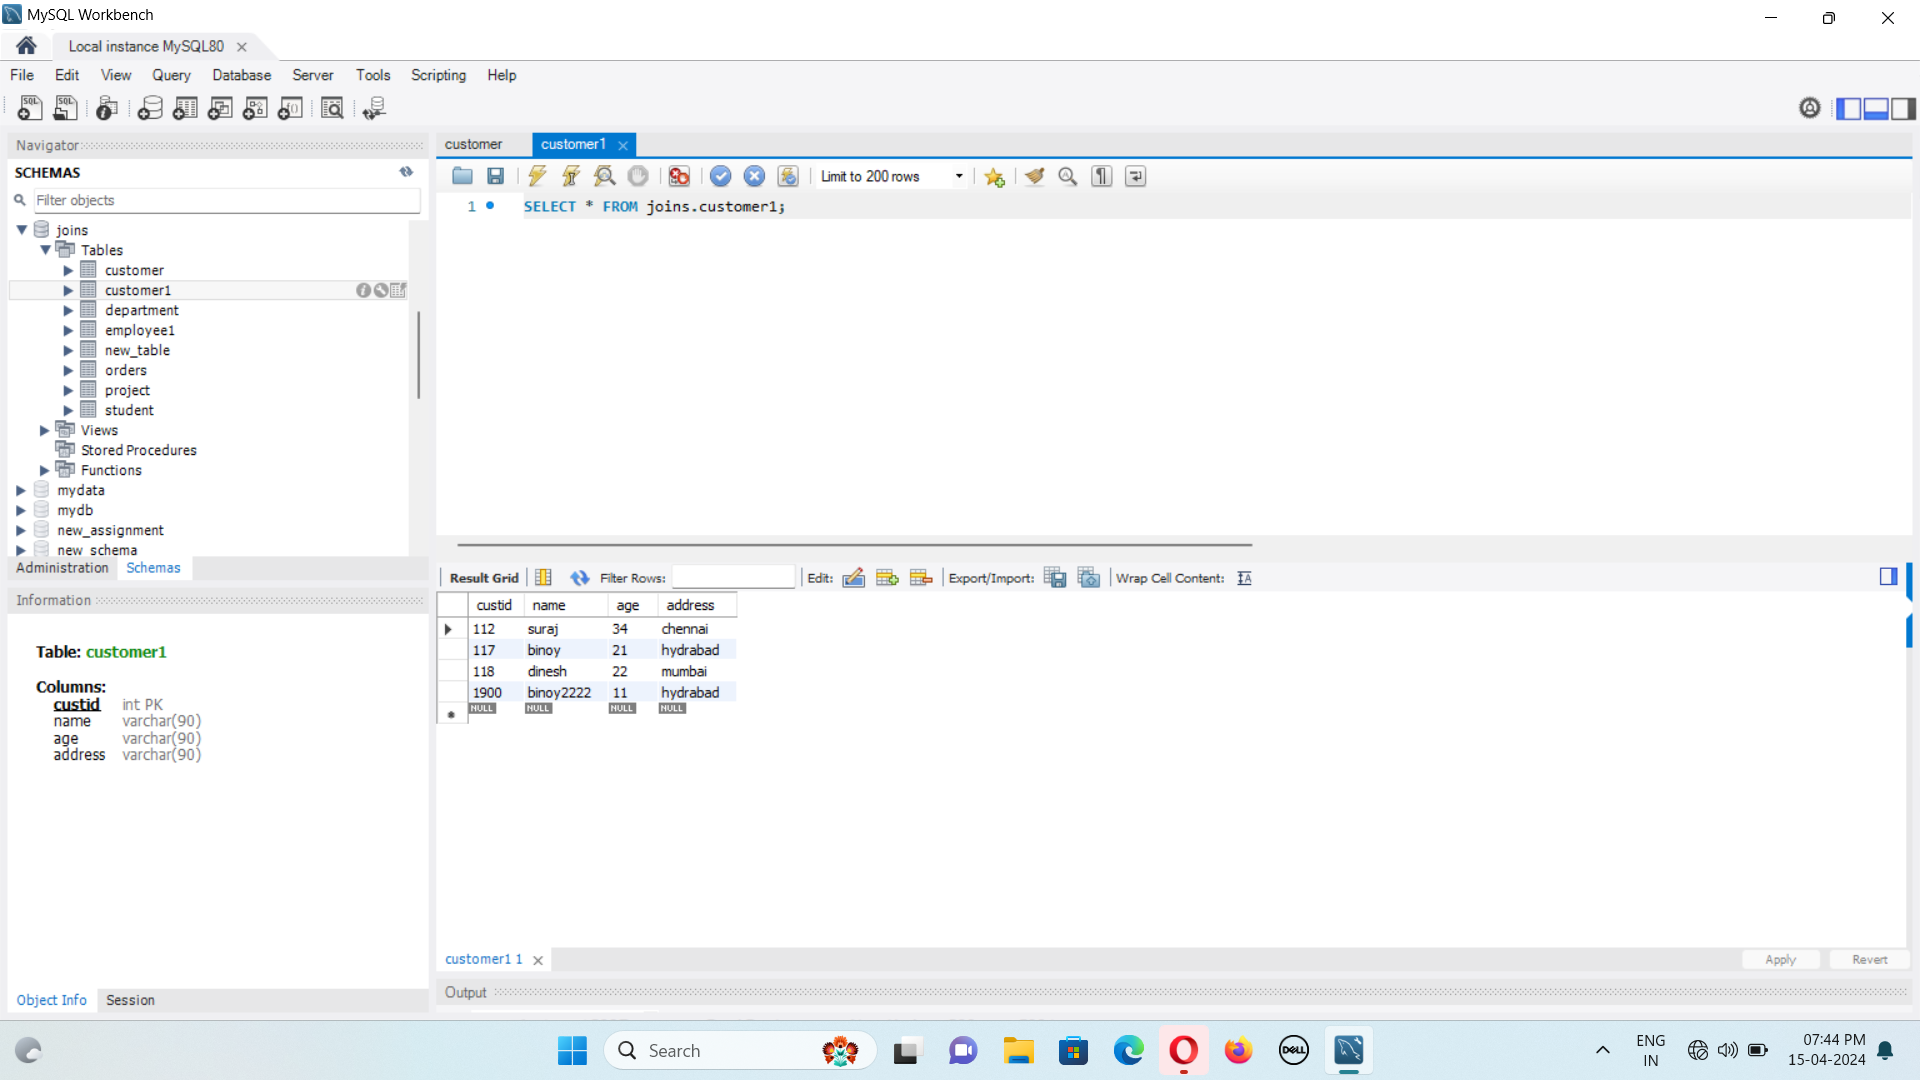 MySQL Workbench
Local instance MySQL80
File Edit View Query Database Server Tools Scripting Help
Navigator
SCHEMAS
Filter objects
joins
Tables
customer
customer1
department
employee1
new_table
orders
project
student
Views
Stored Procedures
Functions
mydata
mydb
new_assignment
new_schema
Administration Schemas
Information
Table: customer1
Columns:
custid int PK
name varchar(90)
age varchar(90)
address varchar(90)
Object Info Session
customer customer1
Limit to 200 rows
1 SELECT * FROM joins.customer1;
Result Grid Filter Rows: Edit: Export/Import: Wrap Cell Content:
custid name age address
112 suraj 34 chennai
117 binoy 21 hydrabad
118 dinesh 22 mumbai
1900 binoy2222 11 hydrabad
NULL NULL NULL NULL
customer1 1
Apply Revert
Output
Search
DELL
ENG
IN
07:44 PM
15-04-2024